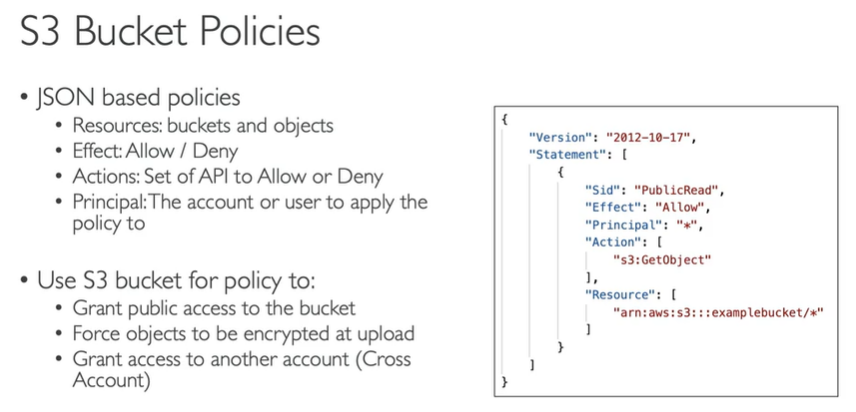 S3 Bucket Policies
• JSON based policies
• Resources: buckets and objects
• Effect: Allow / Deny
• Actions: Set of API to Allow or Deny
• Principal: The account or user to apply the
policy to
• Use S3 bucket for policy to:
• Grant public access to the bucket
• Force objects to be encrypted at upload
• Grant access to another account (Cross
Account)
{
"Version": "2012-10-17",
"Statement": [
{
"Sid": "PublicRead",
"Effect": "Allow",
"Principal": "*",
"Action": [
"s3:GetObject"
],
"Resource": [
"arn:aws:s3:::examplebucket/*"
]
}
]
}